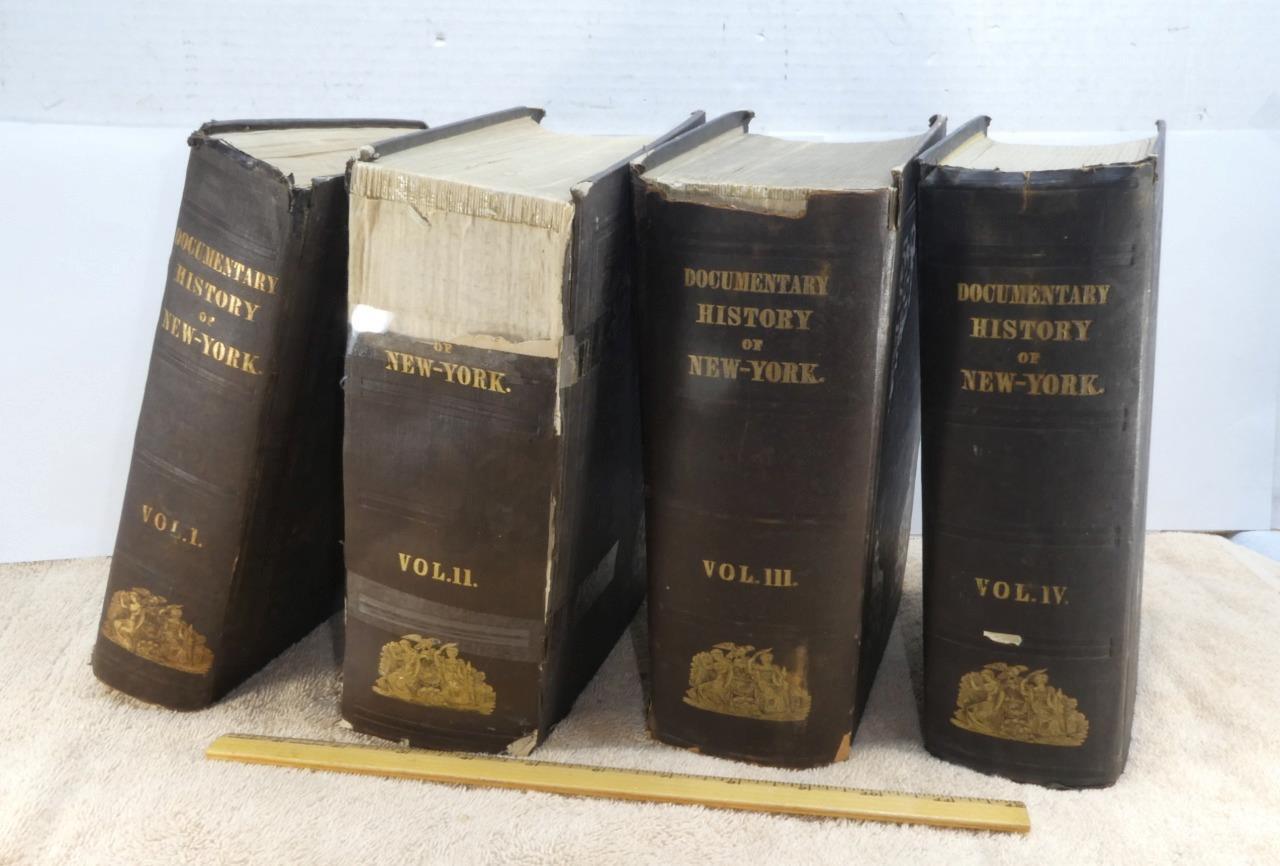 DOCUMENTARY
HISTORY
OF
NEW-YORK.
VOL.I.
OF
NEW-YORK.
VOL.II.
DOCUMENTARY
HISTORY
OF
NEW-YORK.
VOL.III.
DOCUMENTARY
HISTORY
OF
NEW-YORK.
VOL.IV.